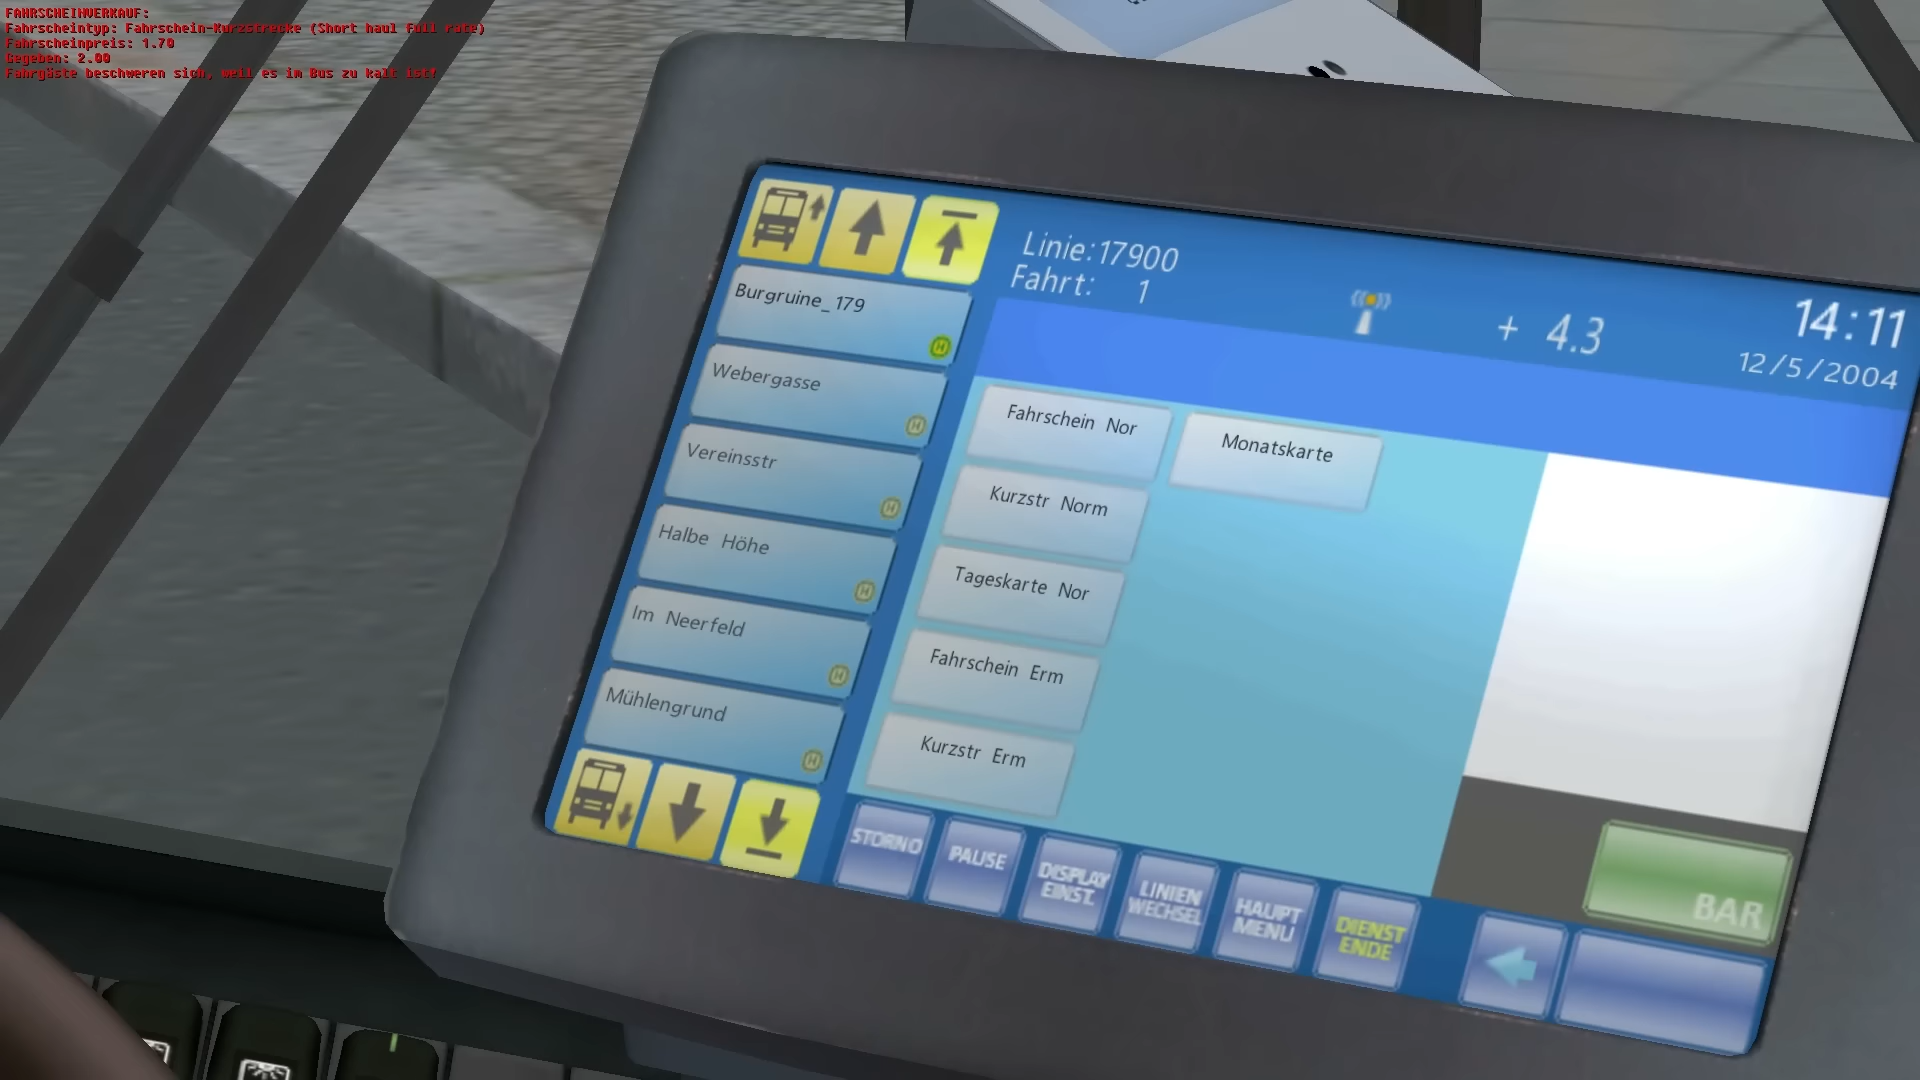 FAHRSCHEINVERKAUF:
Fahrscheintyp: Fahrschein-Kurzstrecke (Short haul full rate)
Fahrscheinpreis: 1.70
Gegeben: 2.00
Fahrgäste beschweren sich, weil es im Bus zu kalt ist!
Linie:17900
Fahrt: 1
+ 4.3
14:11
12/5/2004
Burgruine_179
H
Webergasse
H
Vereinsstr
H
Halbe Höhe
H
Im Neerfeld
H
Mühlengrund
H
Fahrschein Nor
Monatskarte
Kurzstr Norm
Tageskarte Nor
Fahrschein Erm
Kurzstr Erm
STORNO
PAUSE
DISPLAY
EINST.
LINIEN
WECHSEL
HAUPT
MENU
DIENST
ENDE
BAR